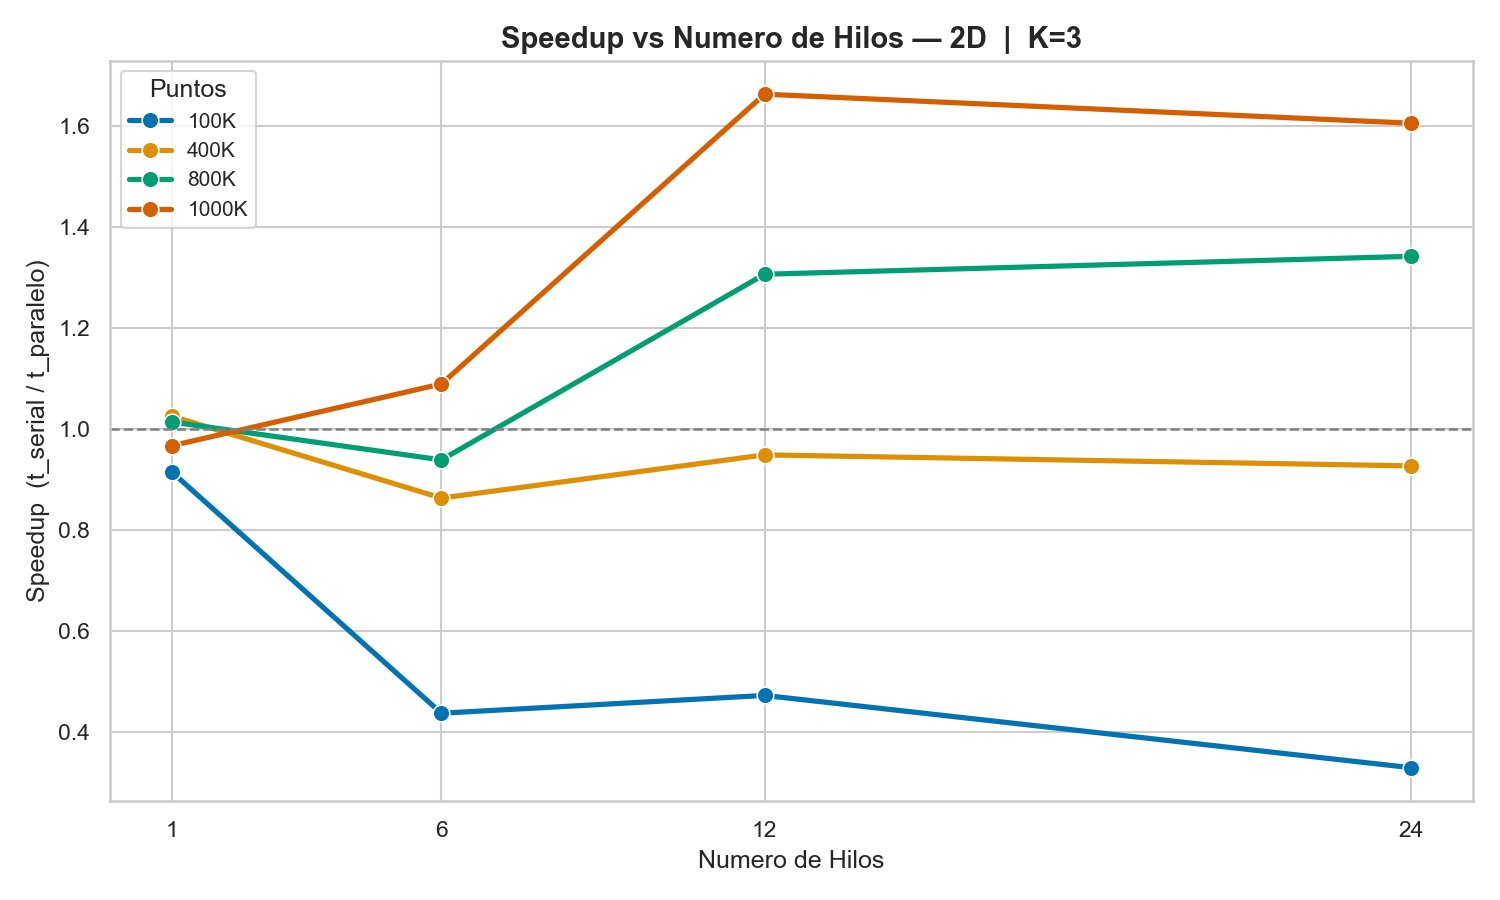 Speedup vs Numero de Hilos — 2D | K=3
Puntos
100K
400K
800K
1000K
Speedup (t_serial / t_paralelo)
1.6
1.4
1.2
1.0
0.8
0.6
0.4
1
6
12
24
Numero de Hilos